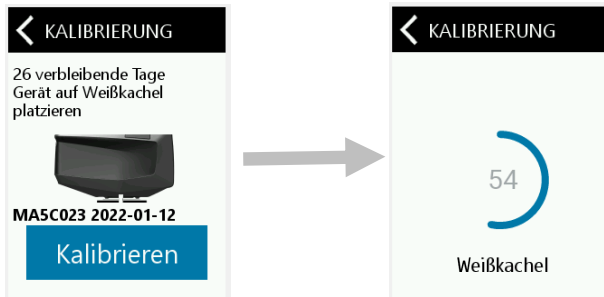 KALIBRIERUNG
26 verbleibende Tage
Gerät auf Weißkachel
platzieren
MA5C023 2022-01-12
Kalibrieren
KALIBRIERUNG
54
Weißkachel